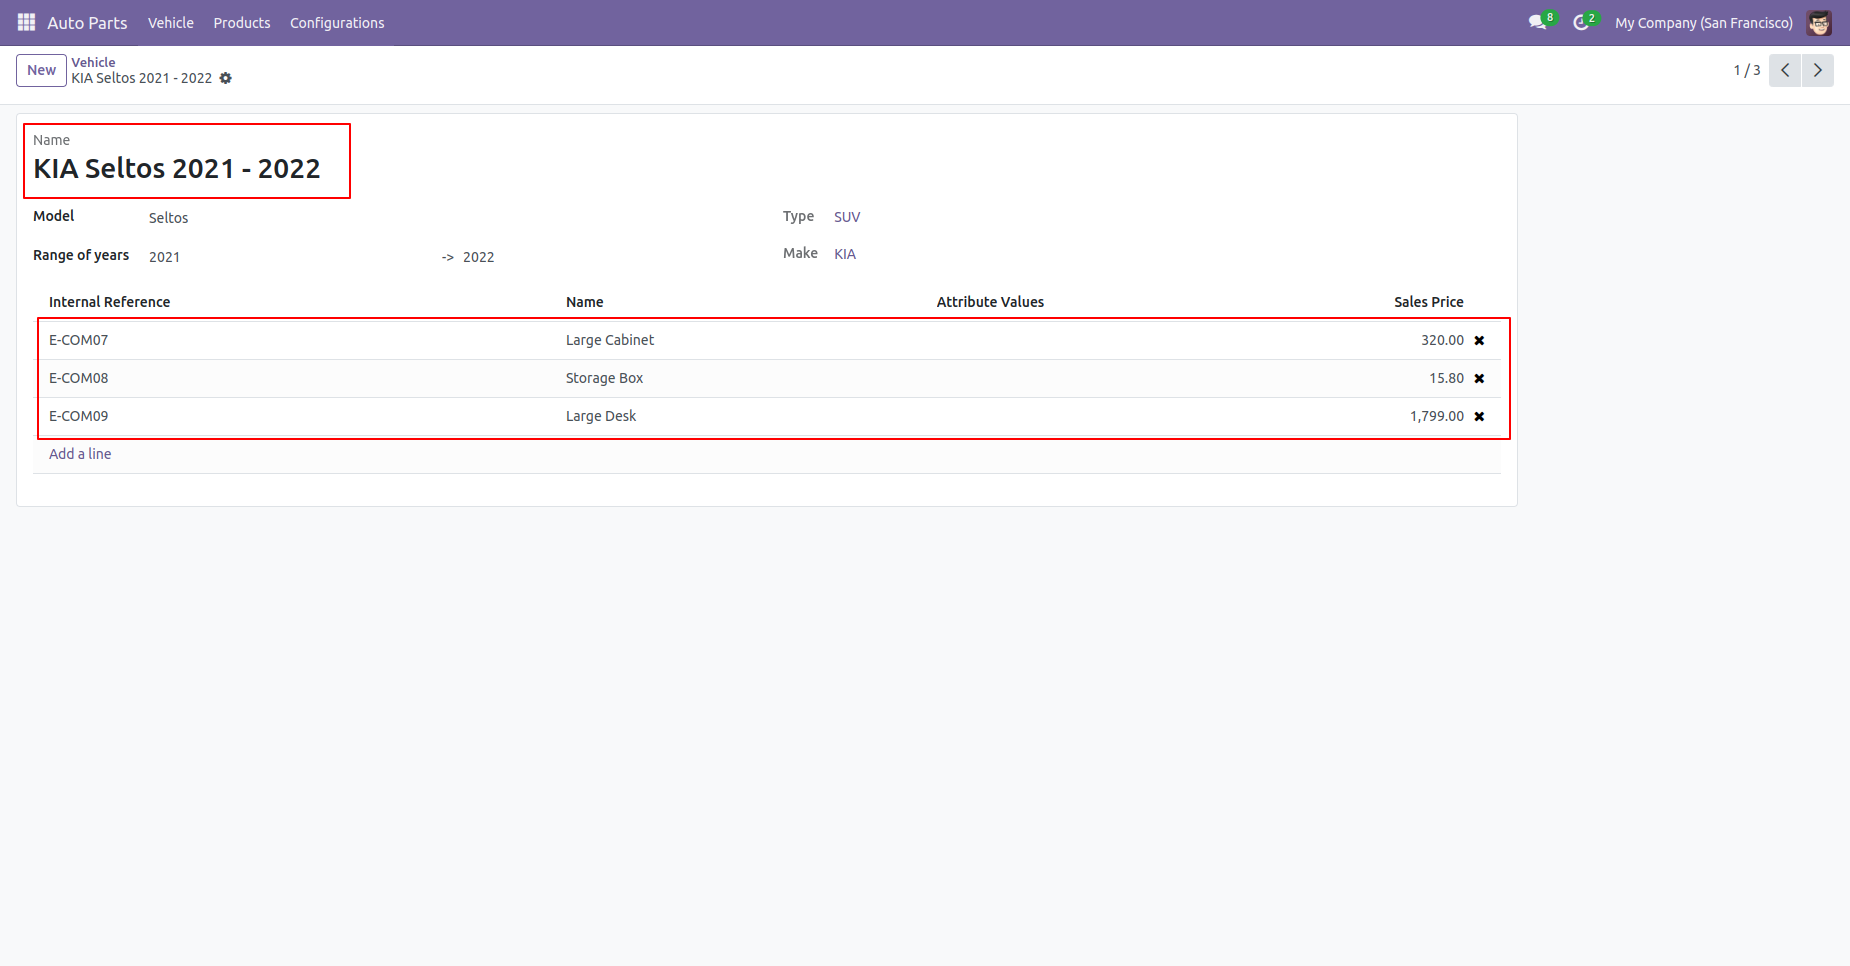 Auto Parts Vehicle Products Configurations 8 2 My Company (San Francisco)
New Vehicle
KIA Seltos 2021 - 2022 1 / 3
Name
KIA Seltos 2021 - 2022
Model Seltos Type SUV
Range of years 2021 -> 2022 Make KIA
Internal Reference Name Attribute Values Sales Price
E-COM07 Large Cabinet 320.00
E-COM08 Storage Box 15.80
E-COM09 Large Desk 1,799.00
Add a line